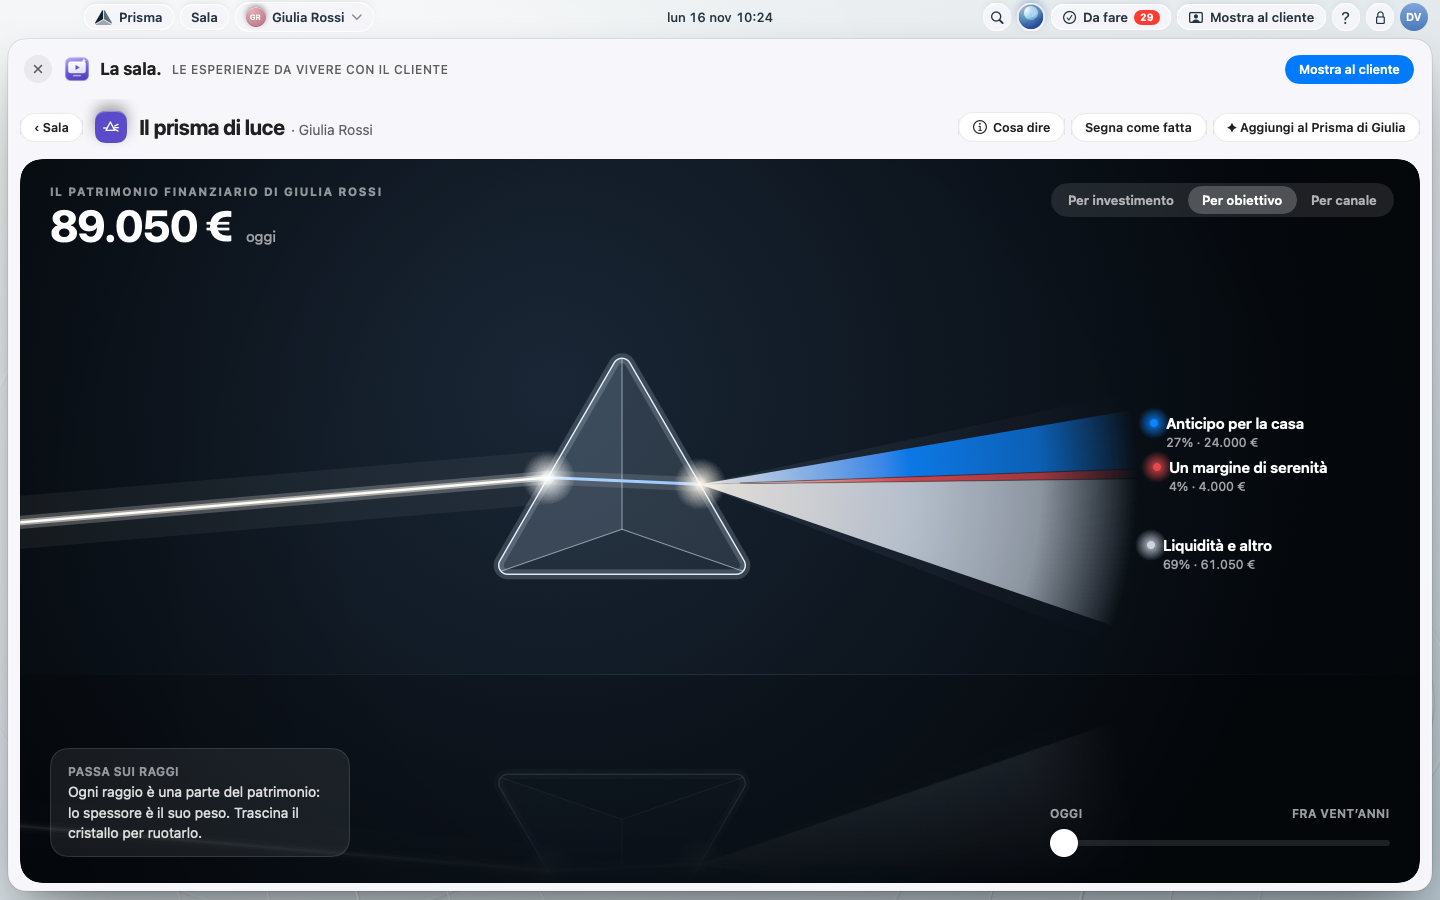 Prisma
Sala
GR
Giulia Rossi
lun 16 nov 10:24
Da fare 29
Mostra al cliente
?
DV
La sala. LE ESPERIENZE DA VIVERE CON IL CLIENTE
Mostra al cliente
‹ Sala
Il prisma di luce · Giulia Rossi
Cosa dire
Segna come fatta
Aggiungi al Prisma di Giulia
IL PATRIMONIO FINANZIARIO DI GIULIA ROSSI
89.050 € oggi
Per investimento
Per obiettivo
Per canale
Anticipo per la casa
27% · 24.000 €
Un margine di serenità
4% · 4.000 €
Liquidità e altro
69% · 61.050 €
PASSA SUI RAGGI
Ogni raggio è una parte del patrimonio:
lo spessore è il suo peso. Trascina il
cristallo per ruotarlo.
OGGI
FRA VENT'ANNI